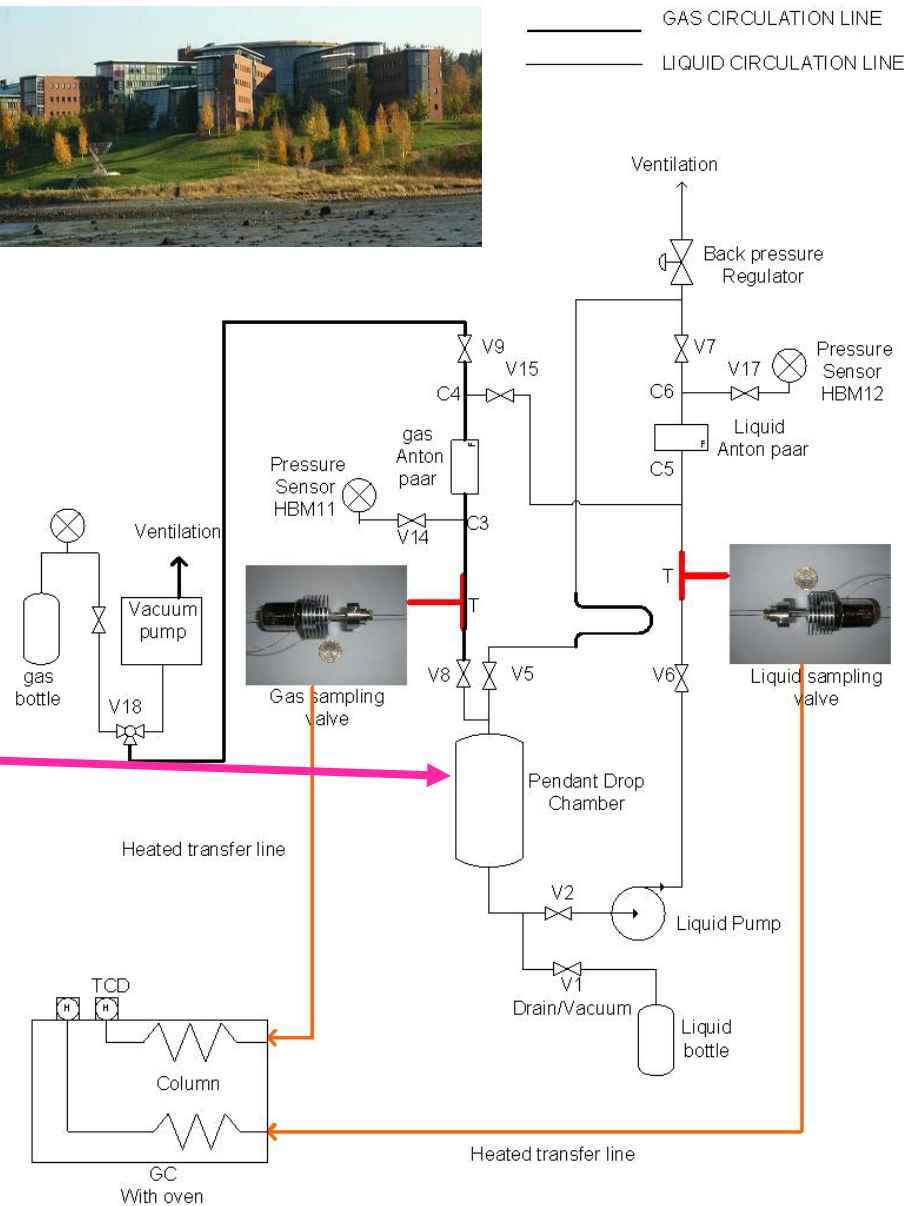 GAS CIRCULATION LINE
LIQUID CIRCULATION LINE
Ventilation
Back pressure
Regulator
V9
V15
V7
V17
Pressure
Sensor
HBM12
C4
C6
gas
Anton
paar
F
Liquid
Anton paar
F
C5
Pressure
Sensor
HBM11
V14
C3
Ventilation
Vacuum
pump
gas
bottle
V18
T
T
V8
V5
V6
Gas sampling
valve
Liquid sampling
valve
Pendant Drop
Chamber
Heated transfer line
V2
Liquid Pump
V1
Drain/Vacuum
Liquid
bottle
TCD
H
H
Column
GC
With oven
Heated transfer line